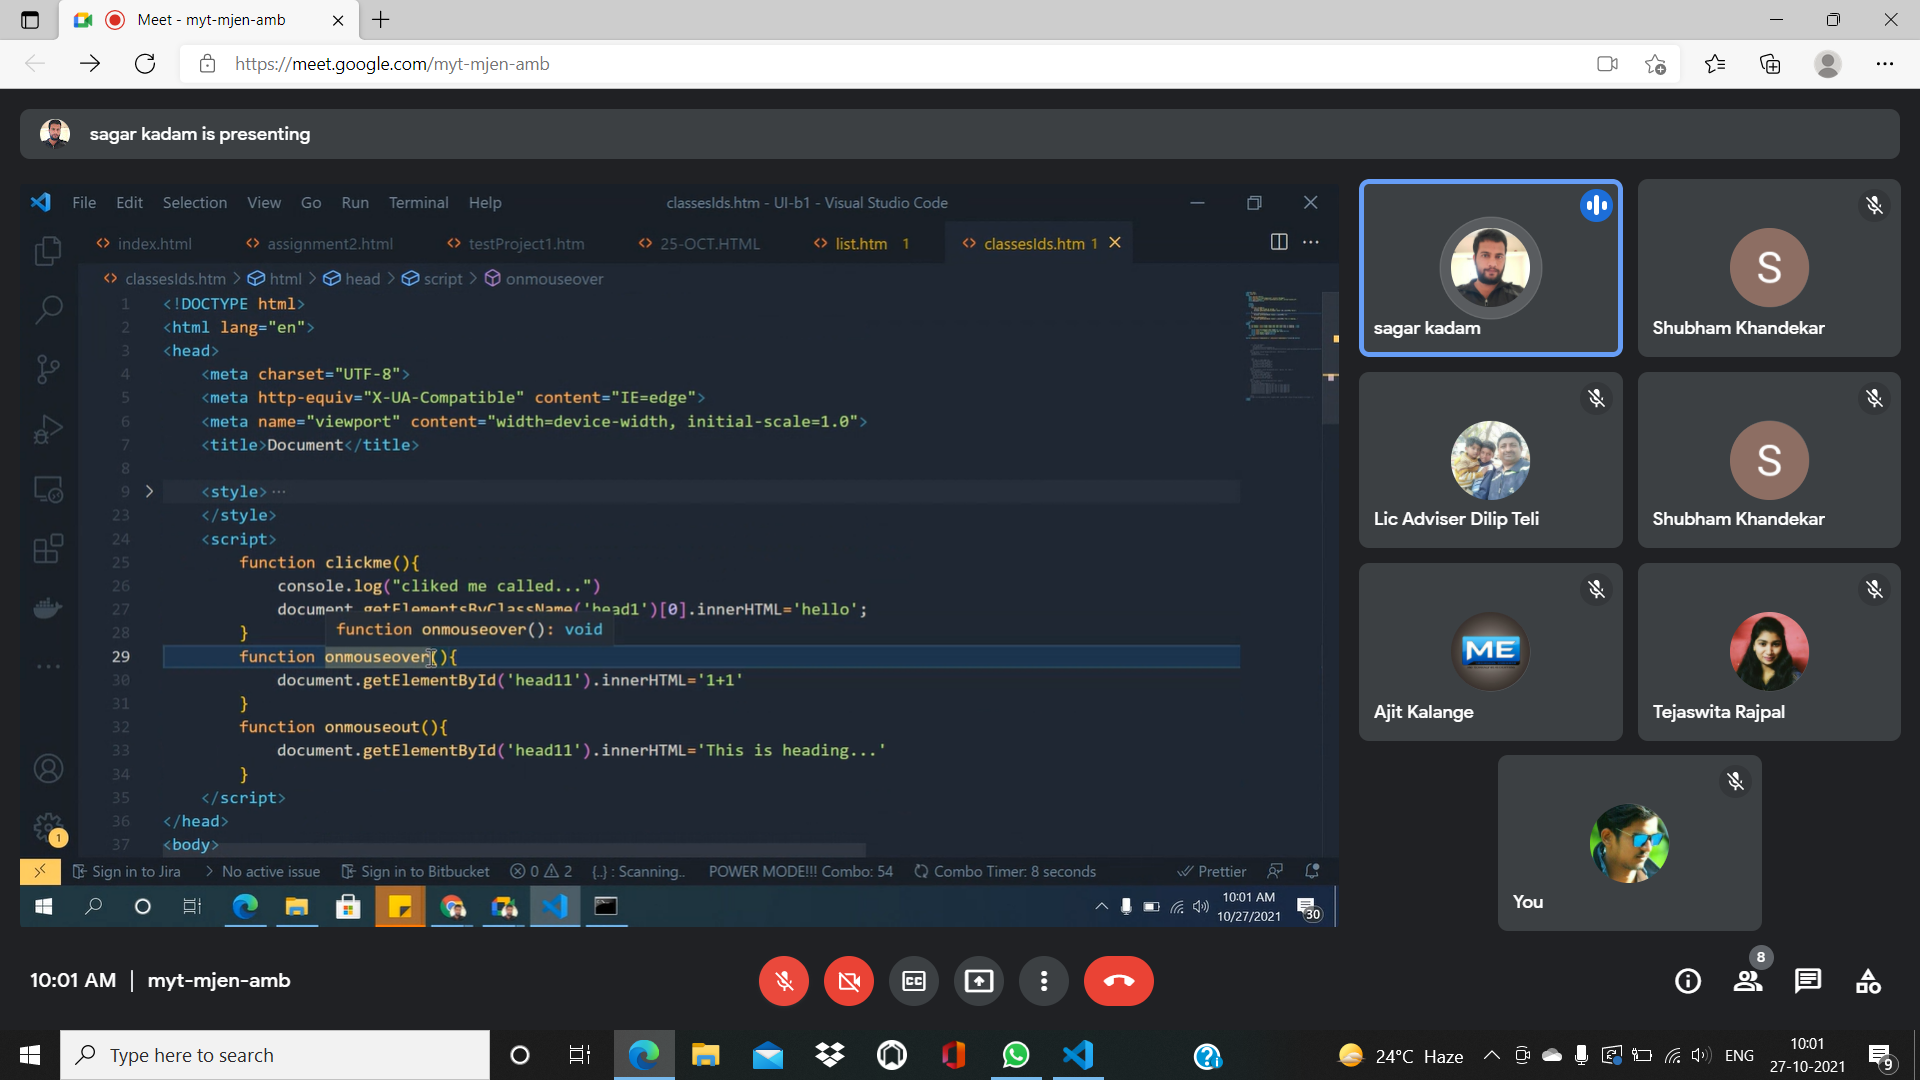 Meet - myt-mjen-amb
https://meet.google.com/myt-mjen-amb
sagar kadam is presenting
File Edit Selection View Go Run Terminal Help
classesIds.htm - UI-b1 - Visual Studio Code
index.html
assignment2.html
testProject1.htm
25-OCT.HTML
list.htm 1
classesIds.htm 1
classesIds.htm > html > head > script > onmouseover
1 <!DOCTYPE html>
2 <html lang="en">
3 <head>
4 <meta charset="UTF-8">
5 <meta http-equiv="X-UA-Compatible" content="IE=edge">
6 <meta name="viewport" content="width=device-width, initial-scale=1.0">
7 <title>Document</title>
8
9 <style>...
23 </style>
24 <script>
25 function clickme(){
26 console.log("cliked me called...")
27 document.getElementsByClassName('head1')[0].innerHTML='hello';
28 }
function onmouseover(): void
29 function onmouseover(){
30 document.getElementById('head11').innerHTML='1+1'
31 }
32 function onmouseout(){
33 document.getElementById('head11').innerHTML='This is heading...'
34 }
35 </script>
36 </head>
37 <body>
1
Sign in to Jira
> No active issue
Sign in to Bitbucket
0 2
{..} : Scanning..
POWER MODE!!! Combo: 54
Combo Timer: 8 seconds
Prettier
10:01 AM
10/27/2021
30
sagar kadam
S
Shubham Khandekar
Lic Adviser Dilip Teli
S
Shubham Khandekar
ME
Ajit Kalange
Tejaswita Rajpal
You
10:01 AM | myt-mjen-amb
CC
8
Type here to search
24°C Haze
ENG
10:01
27-10-2021
9